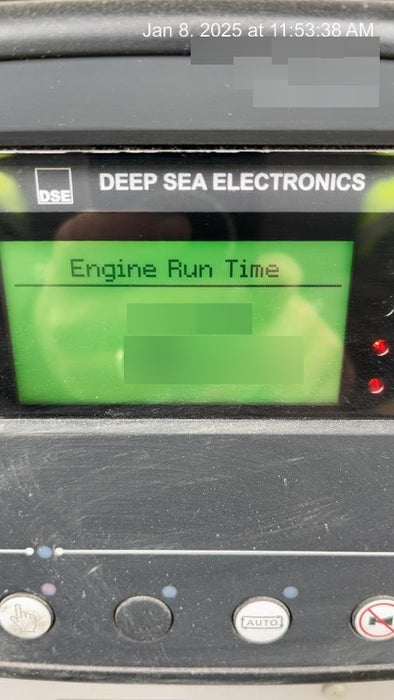 Jan 8. 2025 at 11:53:38 AM
DSE
DEEP SEA ELECTRONICS
Engine Run Time
AUTO